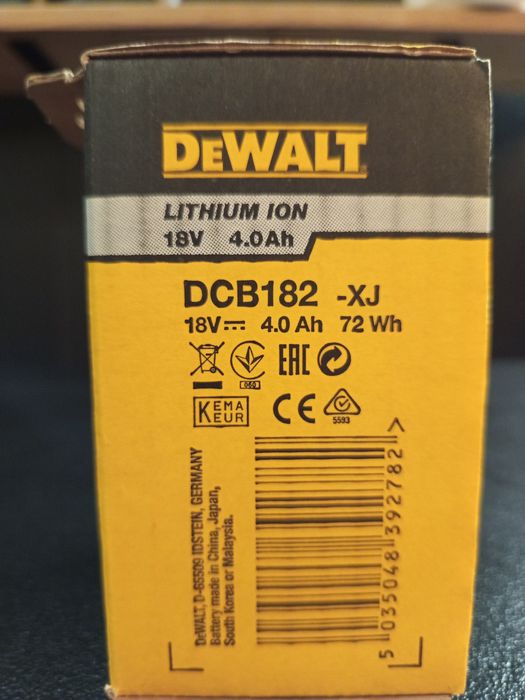 DEWALT
LITHIUM ION
18V 4.0Ah
DCB182 -XJ
18V 4.0 Ah 72 Wh
EAC
KEMA
KEUR
CE
5593
DEWALT, D-65509 IDSTEIN, GERMANY
Battery made in China, Japan,
South Korea or Malaysia.
5 035048 392782 >